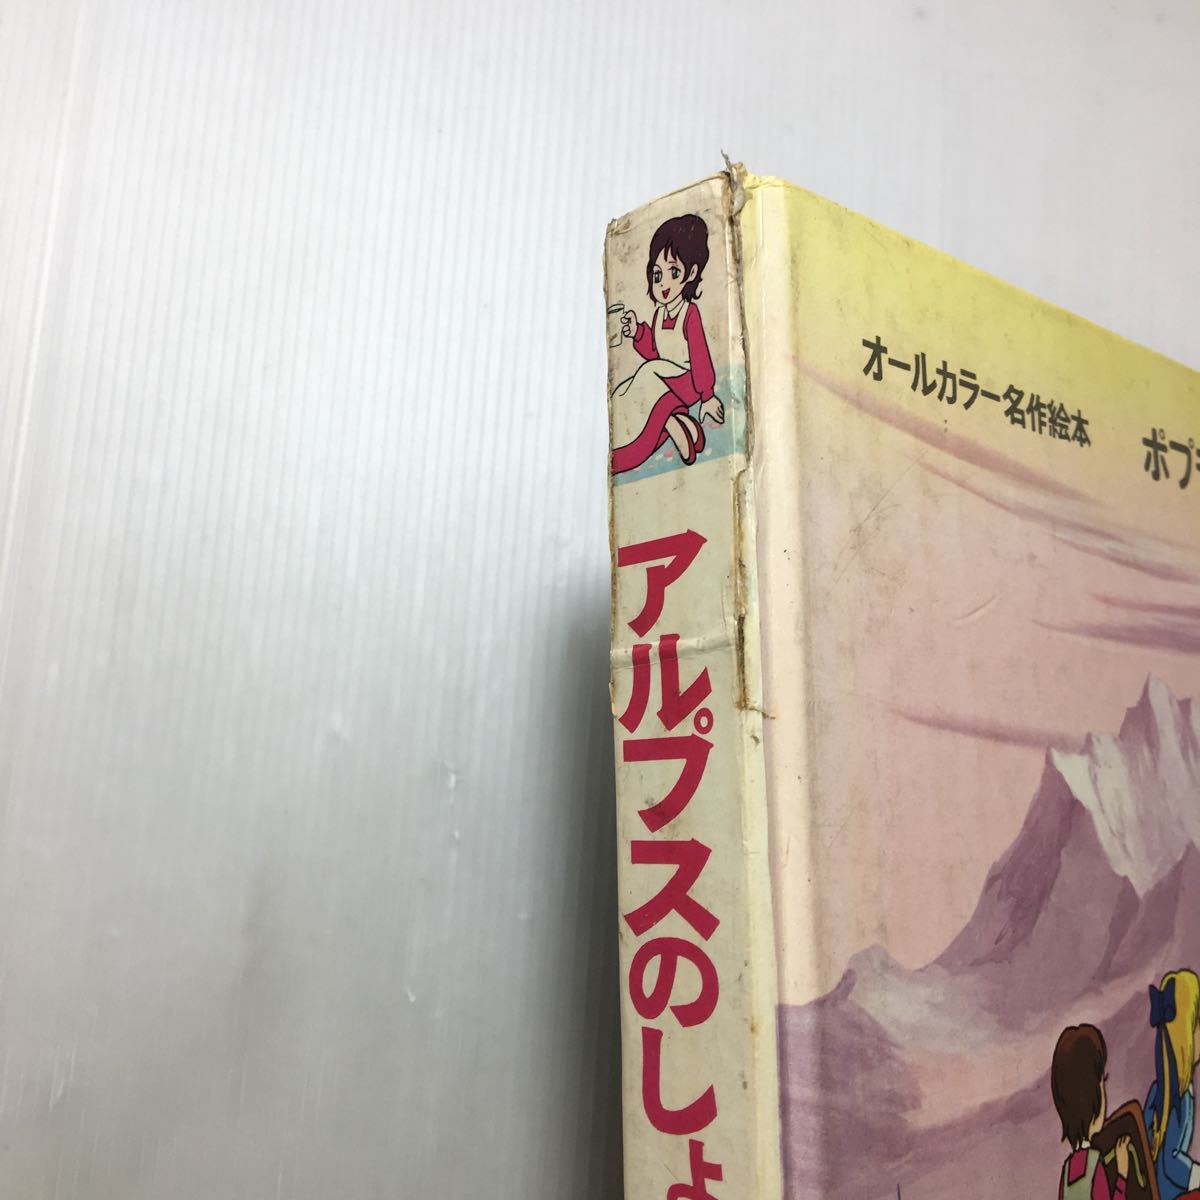 アルプスのしょ
オールカラー名作絵本
ポプ